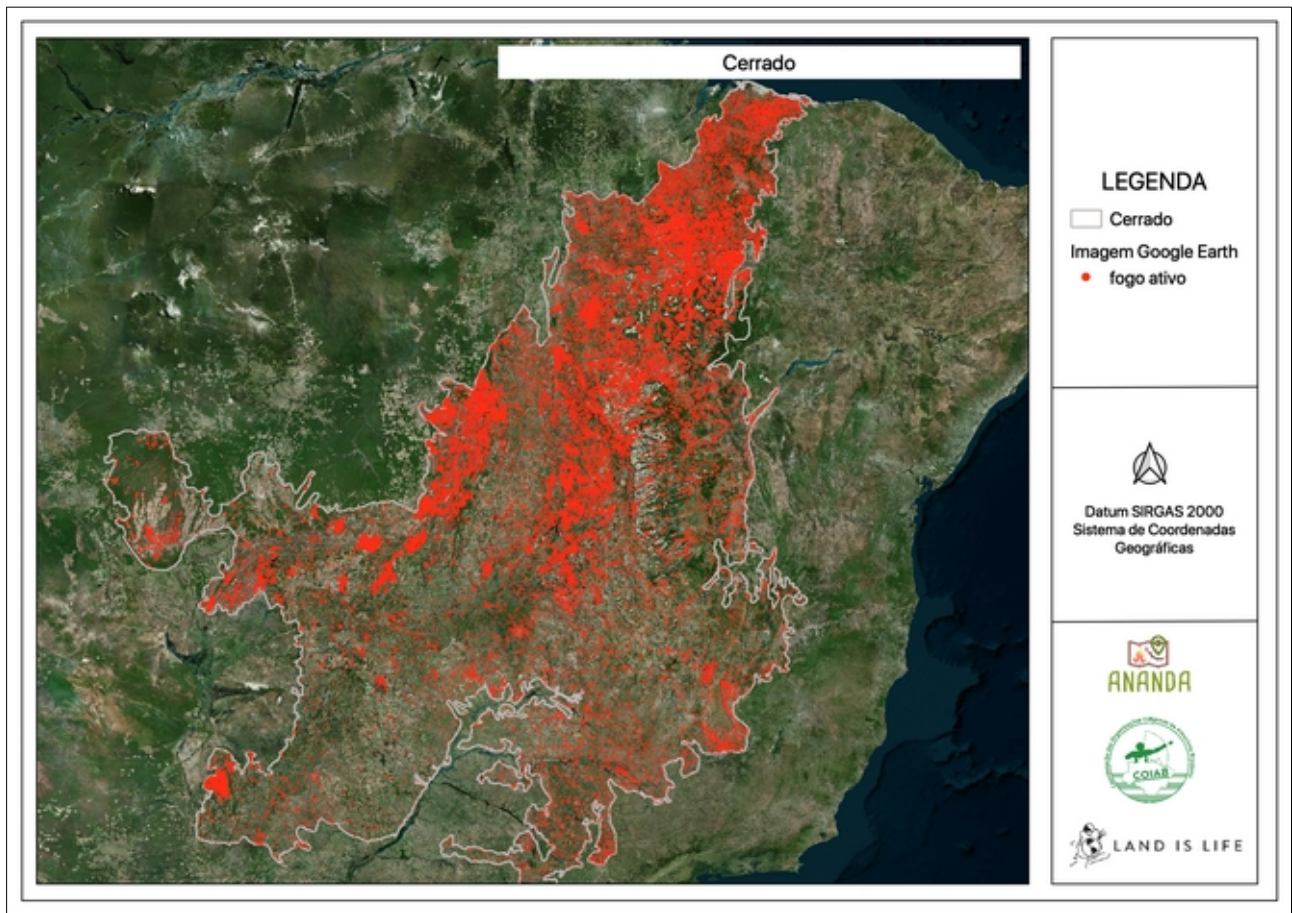 Cerrado
LEGENDA
Cerrado
Imagem Google Earth
fogo ativo
Datum SIRGAS 2000
Sistema de Coordenadas
Geográficas
ANANDA
COIAB
LAND IS LIFE